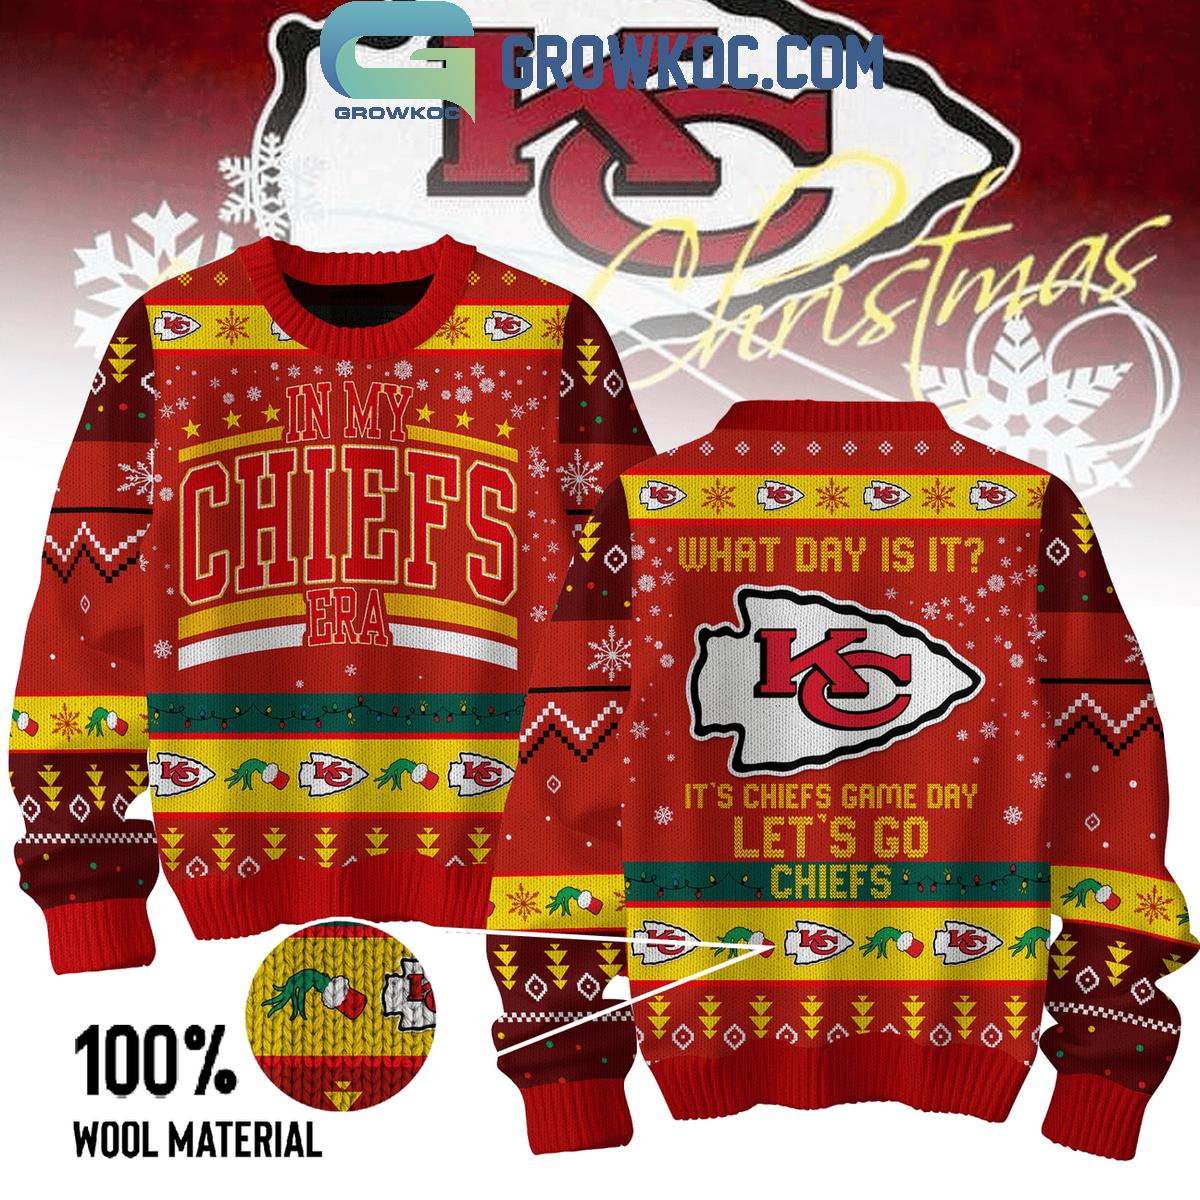 GROWKOC
GROWKOC.COM
KC
Christmas
IN MY
CHIEFS
ERA
WHAT DAY IS IT?
KC
IT'S CHIEFS GAME DAY
LET'S GO
CHIEFS
100%
WOOL MATERIAL